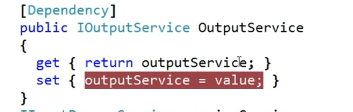 [Dependency]
public IOutputService OutputService
{
get { return outputService; }
set { outputService = value; }
}